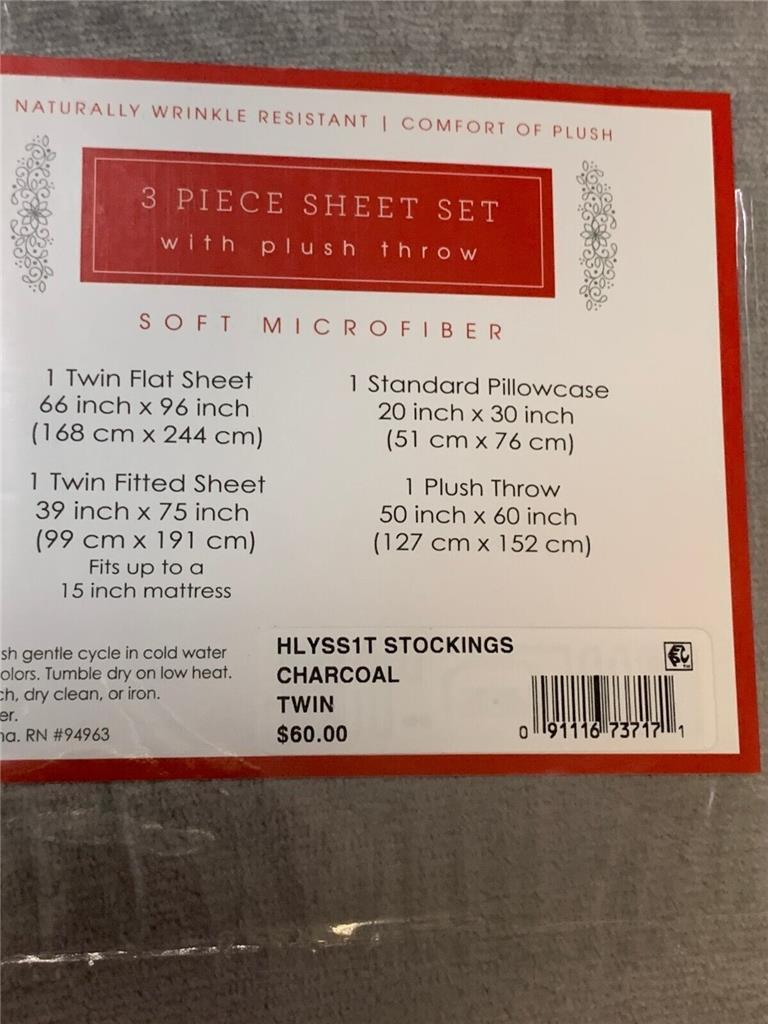 NATURALLY WRINKLE RESISTANT | COMFORT OF PLUSH
3 PIECE SHEET SET
with plush throw
SOFT MICROFIBER
1 Twin Flat Sheet
66 inch x 96 inch
(168 cm x 244 cm)
1 Standard Pillowcase
20 inch x 30 inch
(51 cm x 76 cm)
1 Twin Fitted Sheet
39 inch x 75 inch
(99 cm x 191 cm)
Fits up to a
15 inch mattress
1 Plush Throw
50 inch x 60 inch
(127 cm x 152 cm)
sh gentle cycle in cold water
olors. Tumble dry on low heat.
ch, dry clean, or iron.
er.
na. RN #94963
HLYSS1T STOCKINGS
CHARCOAL
TWIN
$60.00
0 91116 73717 1